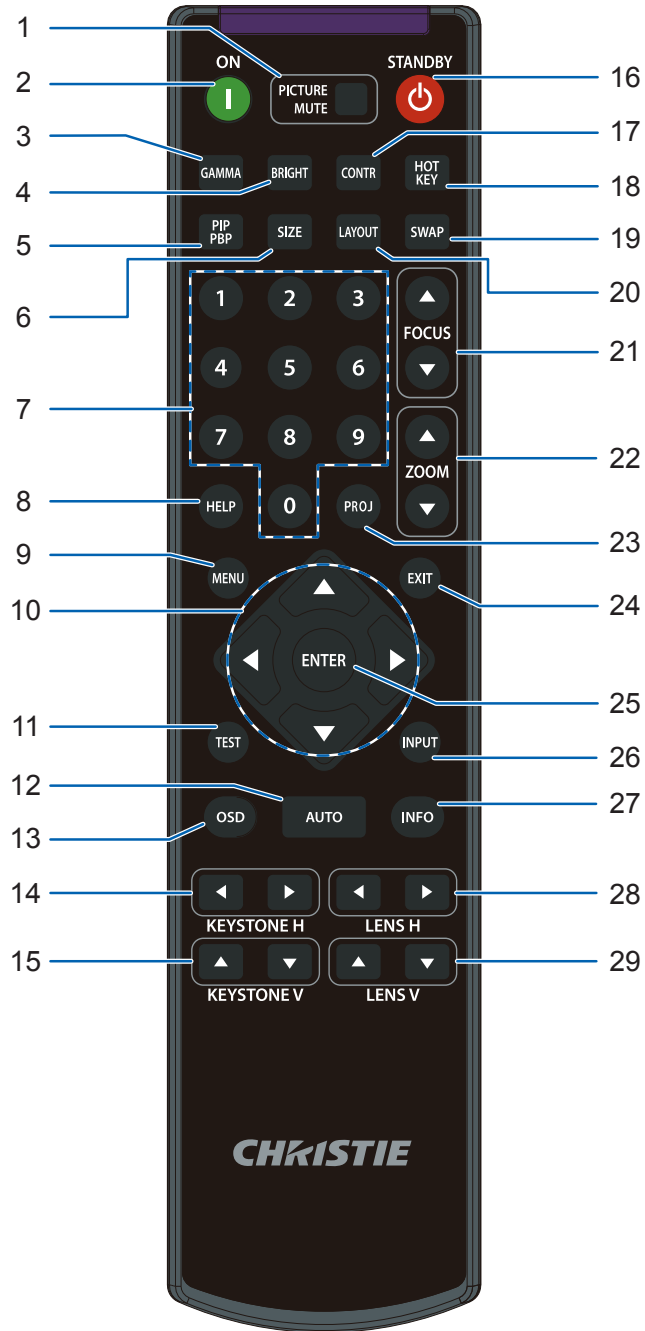 1
ON
STANDBY
2
PICTURE
MUTE
16
3
17
GAMMA
BRIGHT
CONTR
HOT
KEY
4
18
PIP
PBP
SIZE
LAYOUT
SWAP
5
19
6
20
1 2 3
FOCUS
21
4 5 6
7
7 8 9
ZOOM
22
8
HELP
0
PROJ
23
9
MENU
EXIT
24
10
ENTER
25
11
TEST
INPUT
26
12
27
13
OSD
AUTO
INFO
14
28
KEYSTONE H
LENS H
15
29
KEYSTONE V
LENS V
CHRISTIE